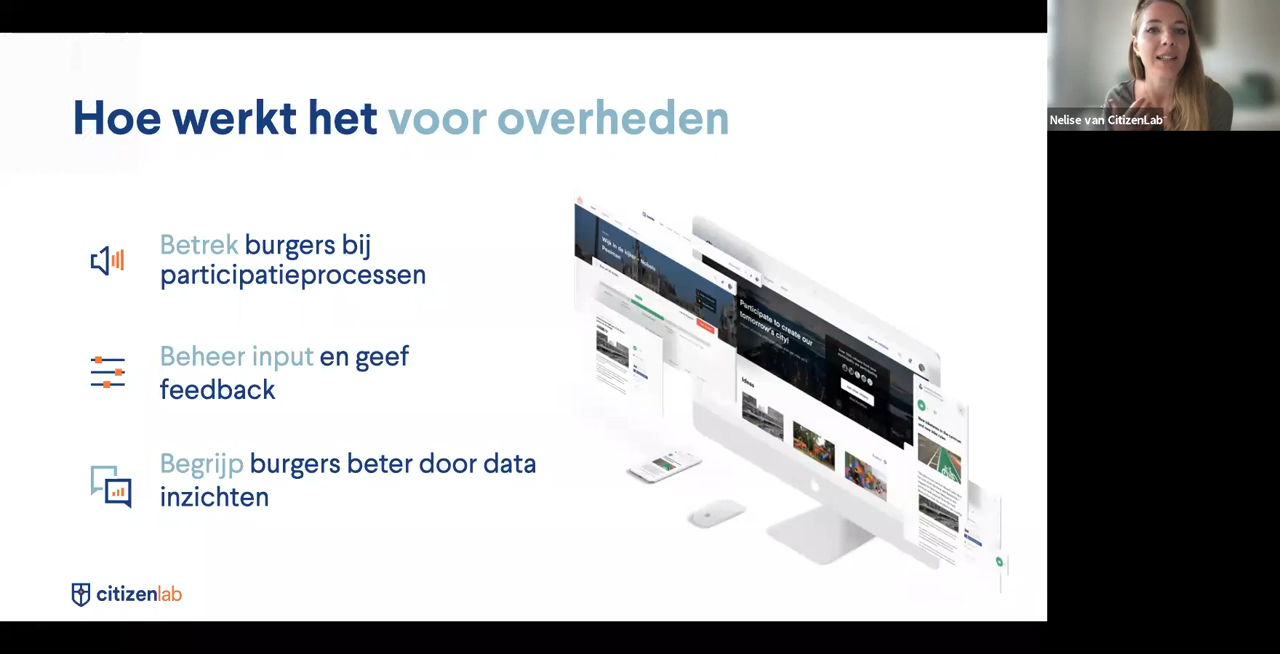 Hoe werkt het voor overheden
Nelise van CitizenLab
Betrek burgers bij
participatieprocessen
Beheer input en geef
feedback
Begrijp burgers beter door data
inzichten
Participate to create our
tomorrow's city!
Ideas
citizenlab